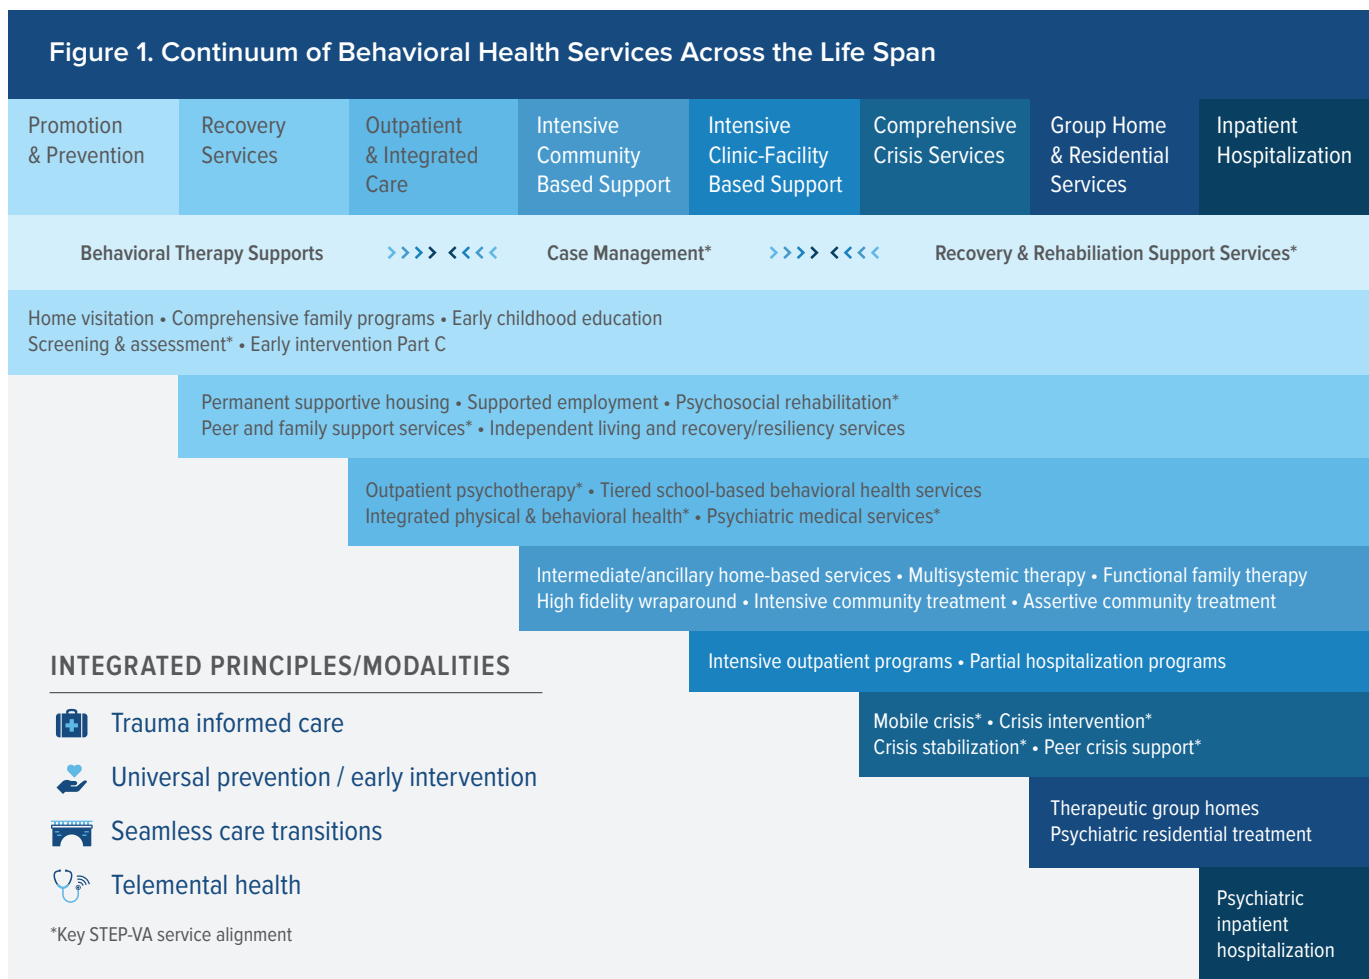 Figure 1. Continuum of Behavioral Health Services Across the Life Span
Promotion
& Prevention
Recovery
Services
Outpatient
& Integrated
Care
Intensive
Community
Based Support
Intensive
Clinic-Facility
Based Support
Comprehensive
Crisis Services
Group Home
& Residential
Services
Inpatient
Hospitalization
Behavioral Therapy Supports >>>> <<<< Case Management* >>>> <<<< Recovery & Rehabiliation Support Services*
Home visitation • Comprehensive family programs • Early childhood education
Screening & assessment* • Early intervention Part C
Permanent supportive housing • Supported employment • Psychosocial rehabilitation*
Peer and family support services* • Independent living and recovery/resiliency services
Outpatient psychotherapy* • Tiered school-based behavioral health services
Integrated physical & behavioral health* • Psychiatric medical services*
Intermediate/ancillary home-based services • Multisystemic therapy • Functional family therapy
High fidelity wraparound • Intensive community treatment • Assertive community treatment
Intensive outpatient programs • Partial hospitalization programs
Mobile crisis* • Crisis intervention*
Crisis stabilization* • Peer crisis support*
Therapeutic group homes
Psychiatric residential treatment
Psychiatric
inpatient
hospitalization
INTEGRATED PRINCIPLES/MODALITIES
Trauma informed care
Universal prevention / early intervention
Seamless care transitions
Telemental health
*Key STEP-VA service alignment